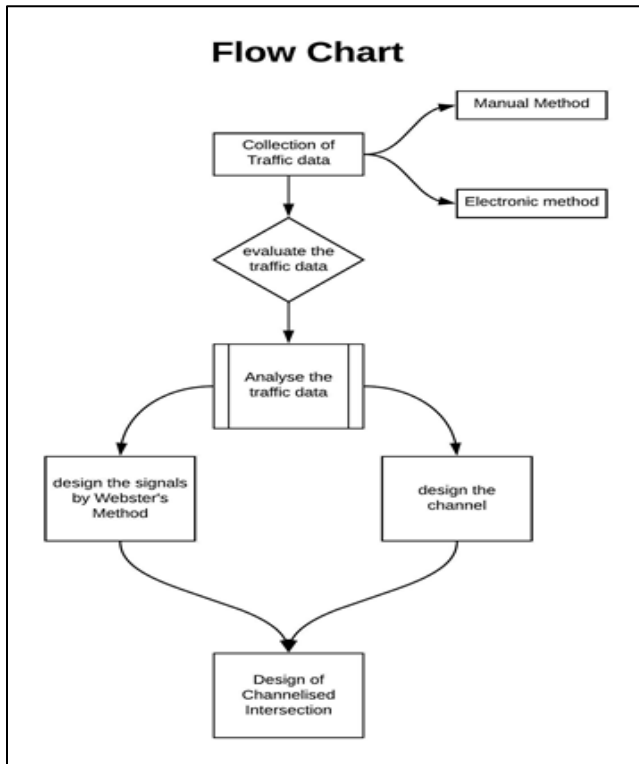 Flow Chart
Manual Method
Collection of
Traffic data
Electronic method
evaluate the
traffic data
Analyse the
traffic data
design the signals
by Webster's
Method
design the
channel
Design of
Channelised
Intersection